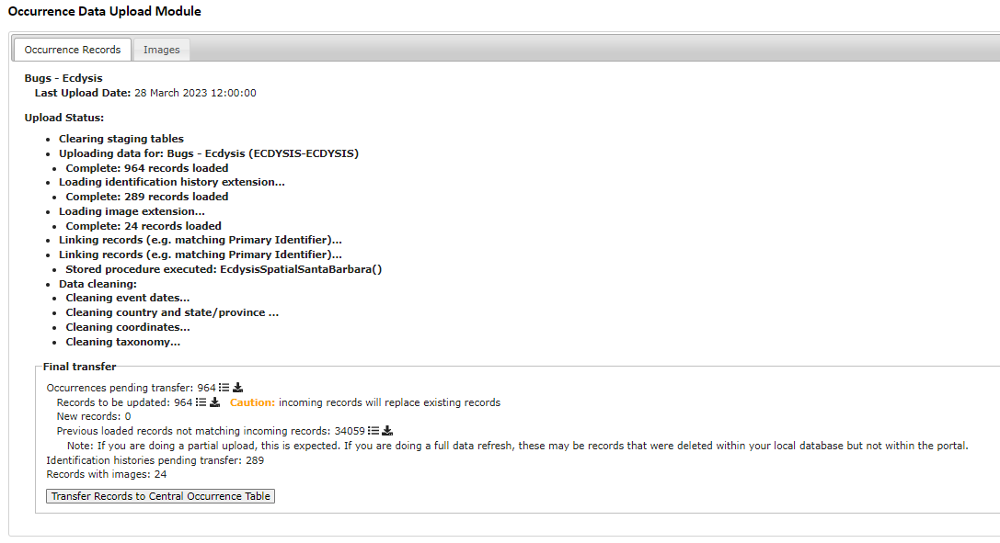 Occurrence Data Upload Module
Occurrence Records
Images
Bugs - Ecdysis
Last Upload Date: 28 March 2023 12:00:00
Upload Status:
Clearing staging tables
Uploading data for: Bugs - Ecdysis (ECDYSIS-ECDYSIS)
Complete: 964 records loaded
Loading identification history extension...
Complete: 289 records loaded
Loading image extension...
Complete: 24 records loaded
Linking records (e.g. matching Primary Identifier)...
Linking records (e.g. matching Primary Identifier)...
Stored procedure executed: EcdysisSpatialSantaBarbara()
Data cleaning:
Cleaning event dates...
Cleaning country and state/province ...
Cleaning coordinates...
Cleaning taxonomy...
Final transfer
Occurrences pending transfer: 964
Records to be updated: 964 Caution: incoming records will replace existing records
New records: 0
Previous loaded records not matching incoming records: 34059
Note: If you are doing a partial upload, this is expected. If you are doing a full data refresh, these may be records that were deleted within your local database but not within the portal.
Identification histories pending transfer: 289
Records with images: 24
Transfer Records to Central Occurrence Table